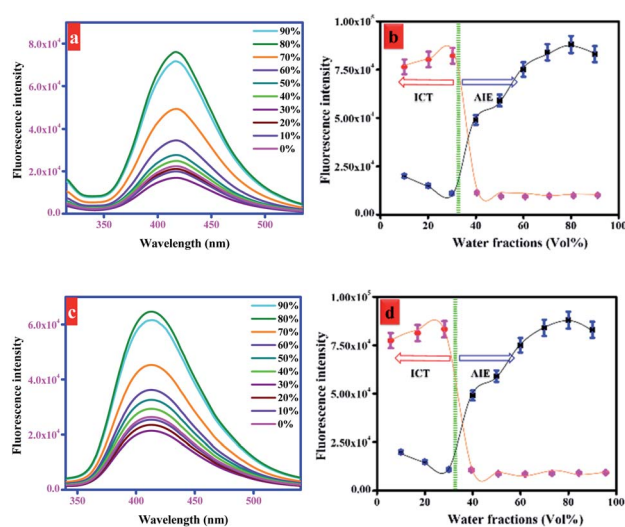 a
Fluorescence intensity
8.0x10⁴
6.0x10⁴
4.0x10⁴
2.0x10⁴
0.0
350 400 450 500
Wavelength (nm)
90%
80%
70%
60%
50%
40%
30%
20%
10%
0%
b
Fluorescence intensity
1.00x10⁵
7.50x10⁴
5.00x10⁴
2.50x10⁴
0.00
0 20 40 60 80 100
Water fractions (Vol%)
ICT AIE
c
Fluorescence intensity
6.0x10⁴
4.0x10⁴
2.0x10⁴
0.0
350 400 450 500
Wavelength (nm)
90%
80%
70%
60%
50%
40%
30%
20%
10%
0%
d
Fluorescence intensity
1.00x10⁵
7.50x10⁴
5.00x10⁴
2.50x10⁴
0.00
0 20 40 60 80 100
Water fractions (Vol%)
ICT AIE